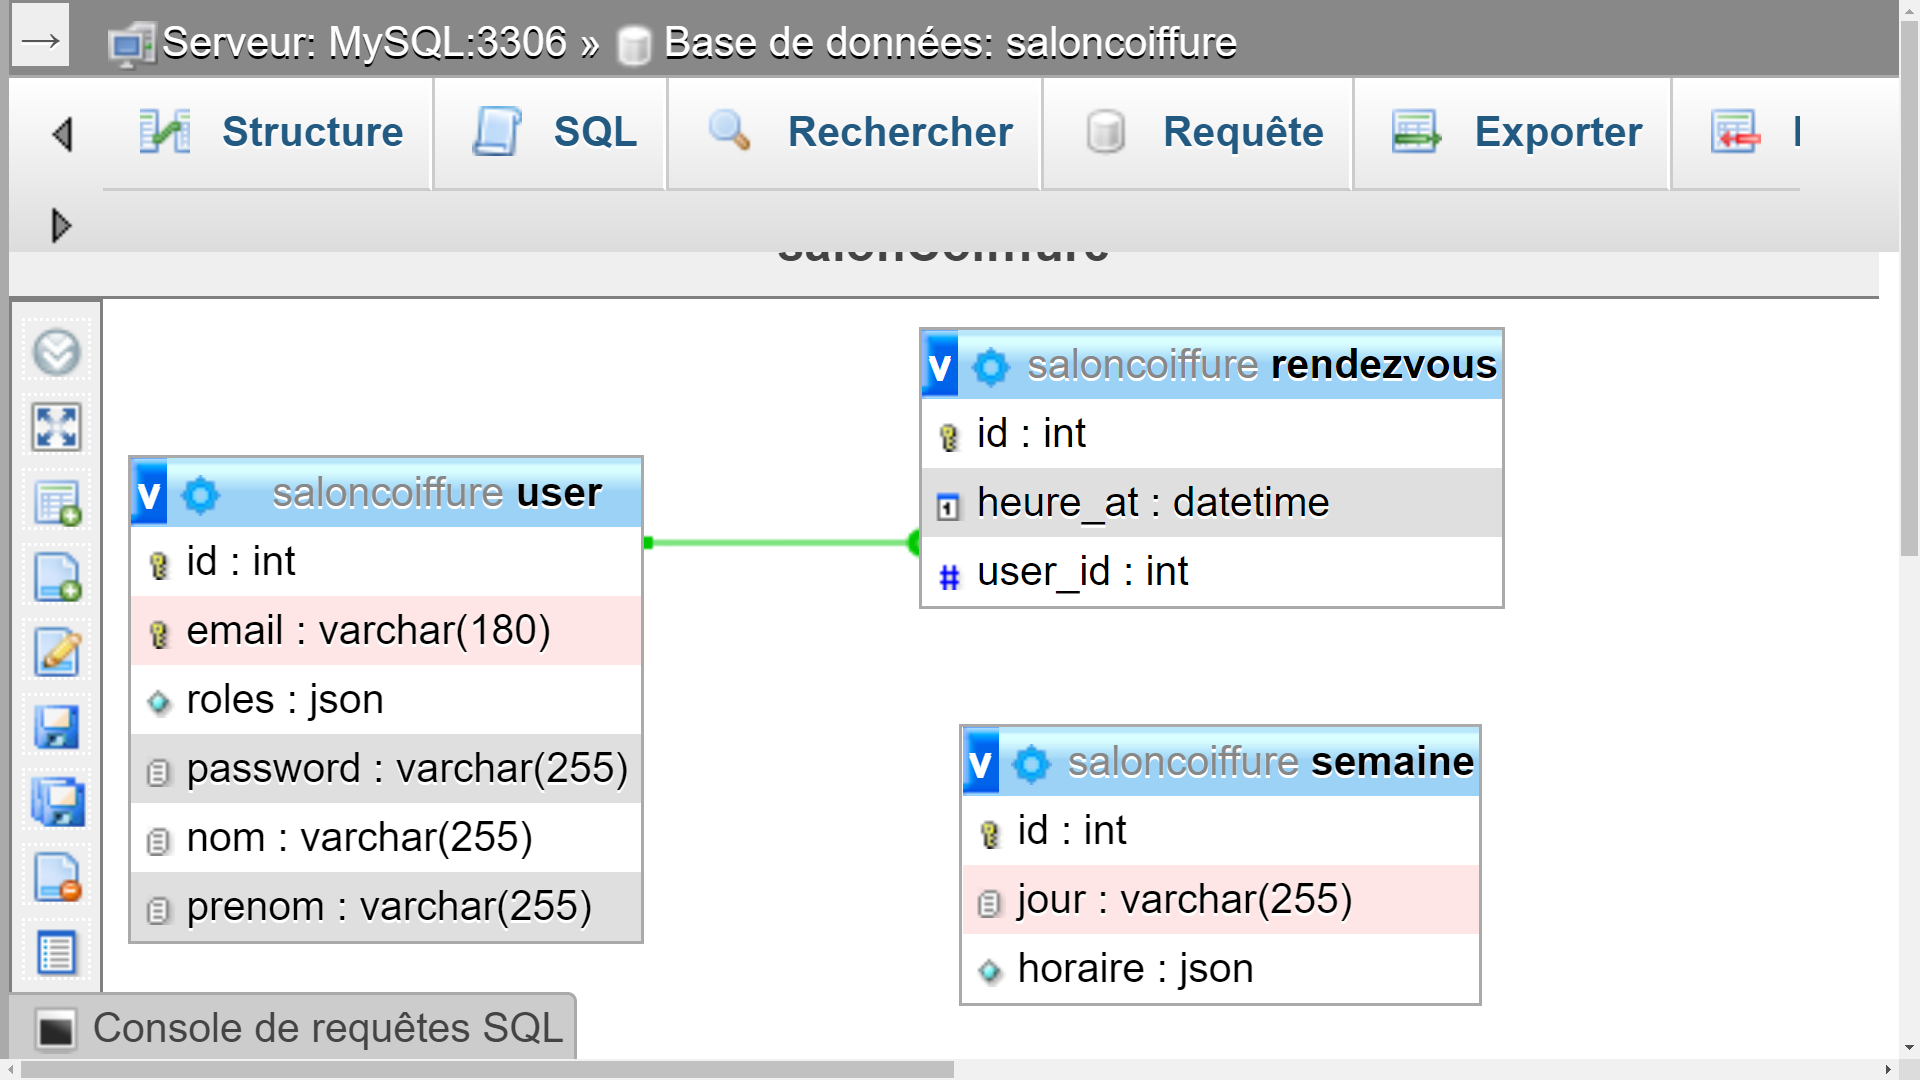 Serveur: MySQL:3306 » Base de données: saloncoiffure
Structure
SQL
Rechercher
Requête
Exporter
salonCoiffure
v saloncoiffure rendezvous
id : int
heure_at : datetime
user_id : int
v saloncoiffure user
id : int
email : varchar(180)
roles : json
password : varchar(255)
nom : varchar(255)
prenom : varchar(255)
v saloncoiffure semaine
id : int
jour : varchar(255)
horaire : json
Console de requêtes SQL